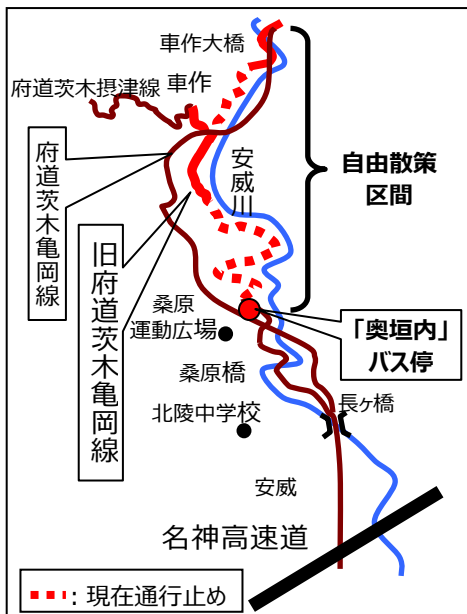 車作大橋
府道茨木摂津線
車作
府道茨木亀岡線
安威川
自由散策
区間
旧府道茨木亀岡線
桑原
運動広場
「奥垣内」
バス停
桑原橋
長ヶ橋
北陵中学校
安威
名神高速道
:現在通行止め